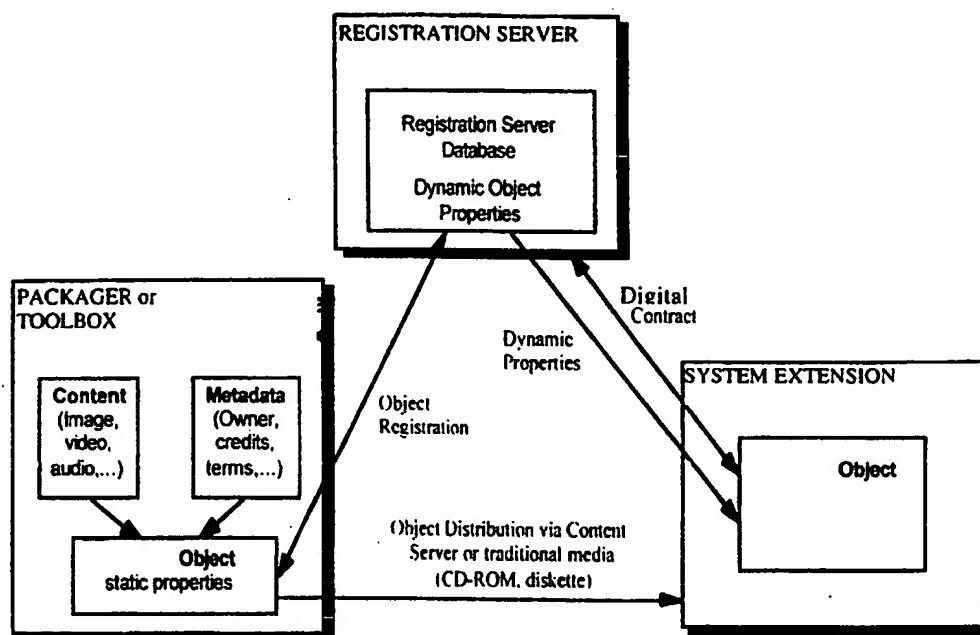 REGISTRATION SERVER
Registration Server
Database
Dynamic Object
Properties
PACKAGER or
TOOLBOX
Content
(Image,
video,
audio,...)
Metadata
(Owner,
credits,
terms,...)
Object
static properties
Object
Registration
Dynamic
Properties
Digital
Contract
Object Distribution via Content
Server or traditional media
(CD-ROM, diskette)
SYSTEM EXTENSION
Object